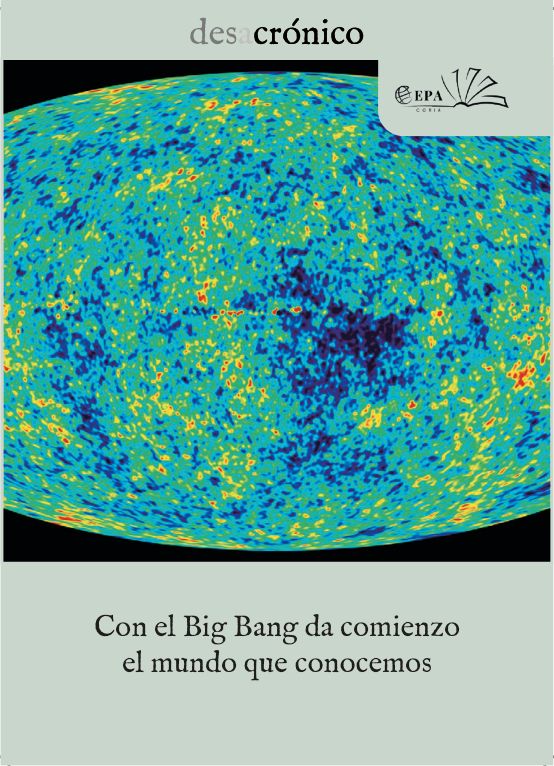 desacrónico
EPA
CORIA
Con el Big Bang da comienzo
el mundo que conocemos